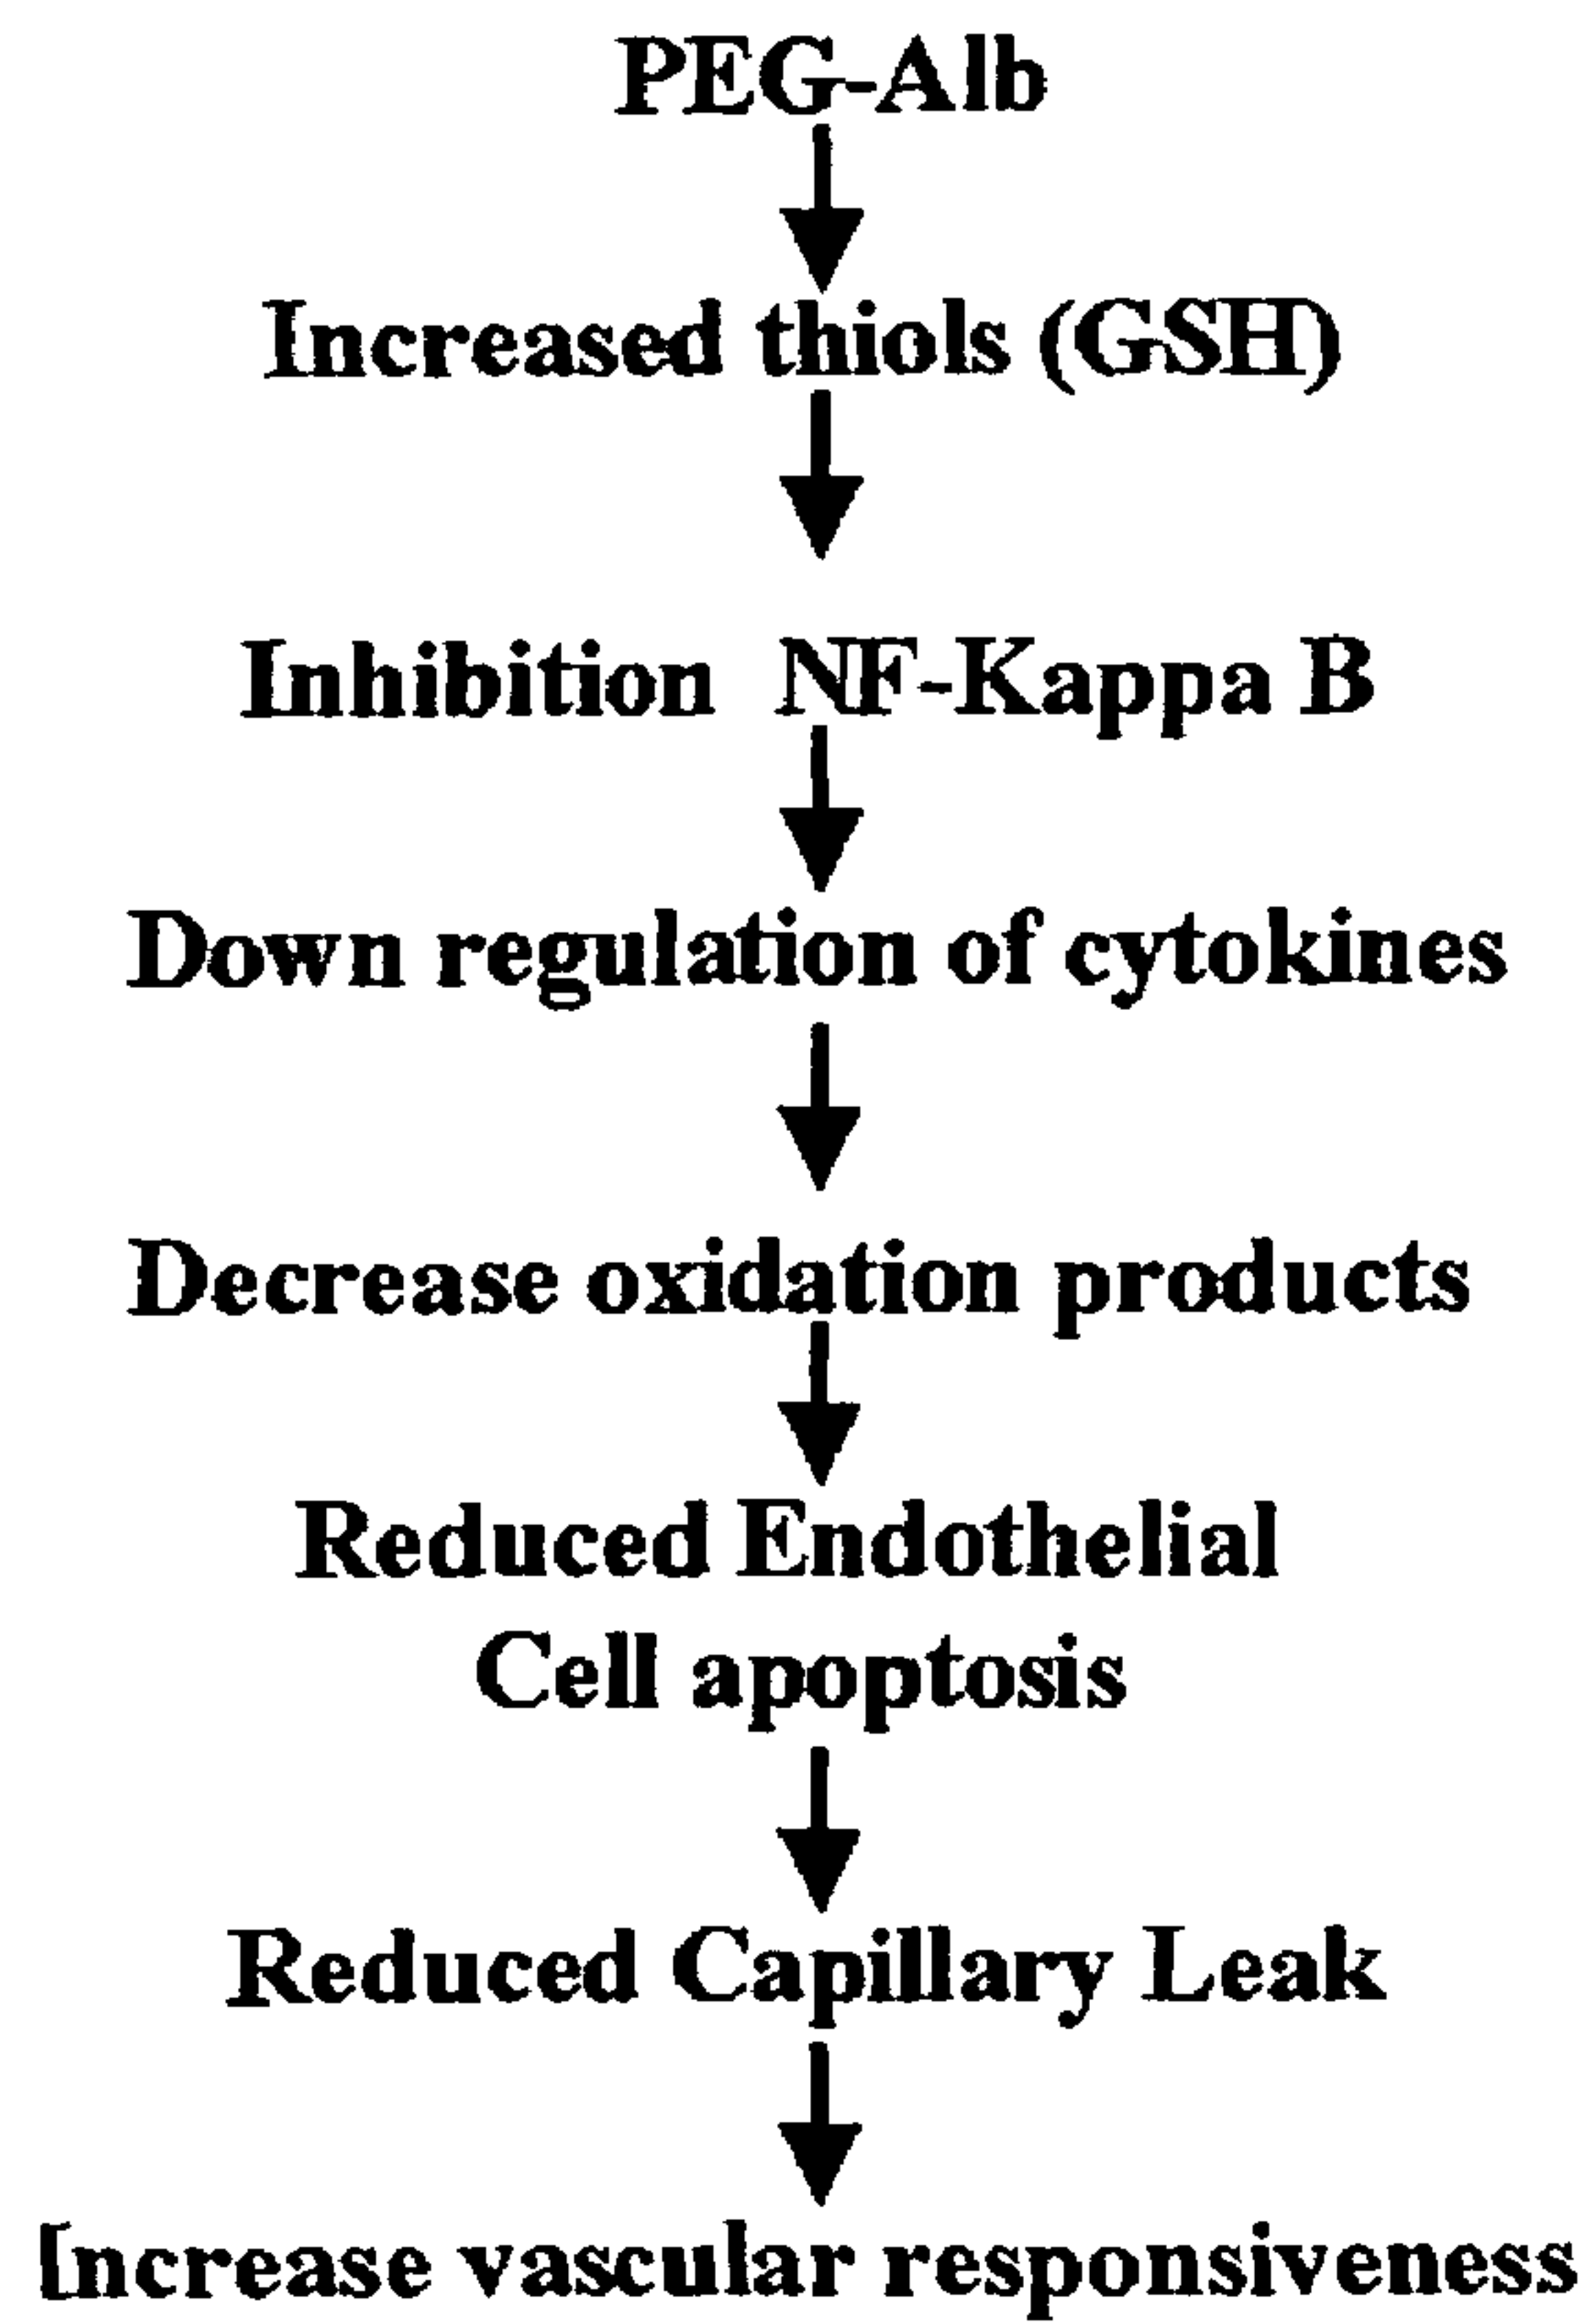 PEG-Alb
Increased thiols (GSH)
Inhibition NF-Kappa B
Down regulation of cytokines
Decrease oxidation products
Reduced Endothelial
Cell apoptosis
Reduced Capillary Leak
Increase vascular responsiveness